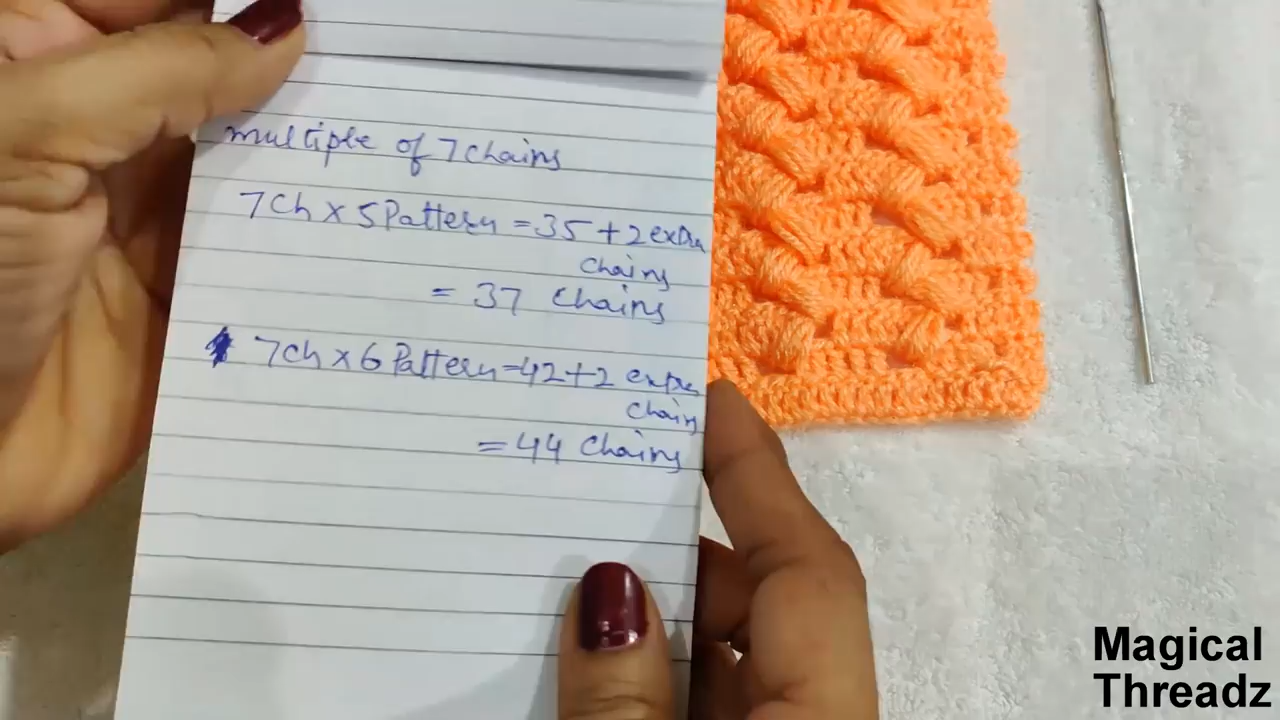 multiple of 7 chains
7Ch x 5 Pattern = 35 + 2 extra
chains
= 37 chains
7ch x 6 Pattern = 42 + 2 extra
chains
= 44 chains
Magical
Threadz